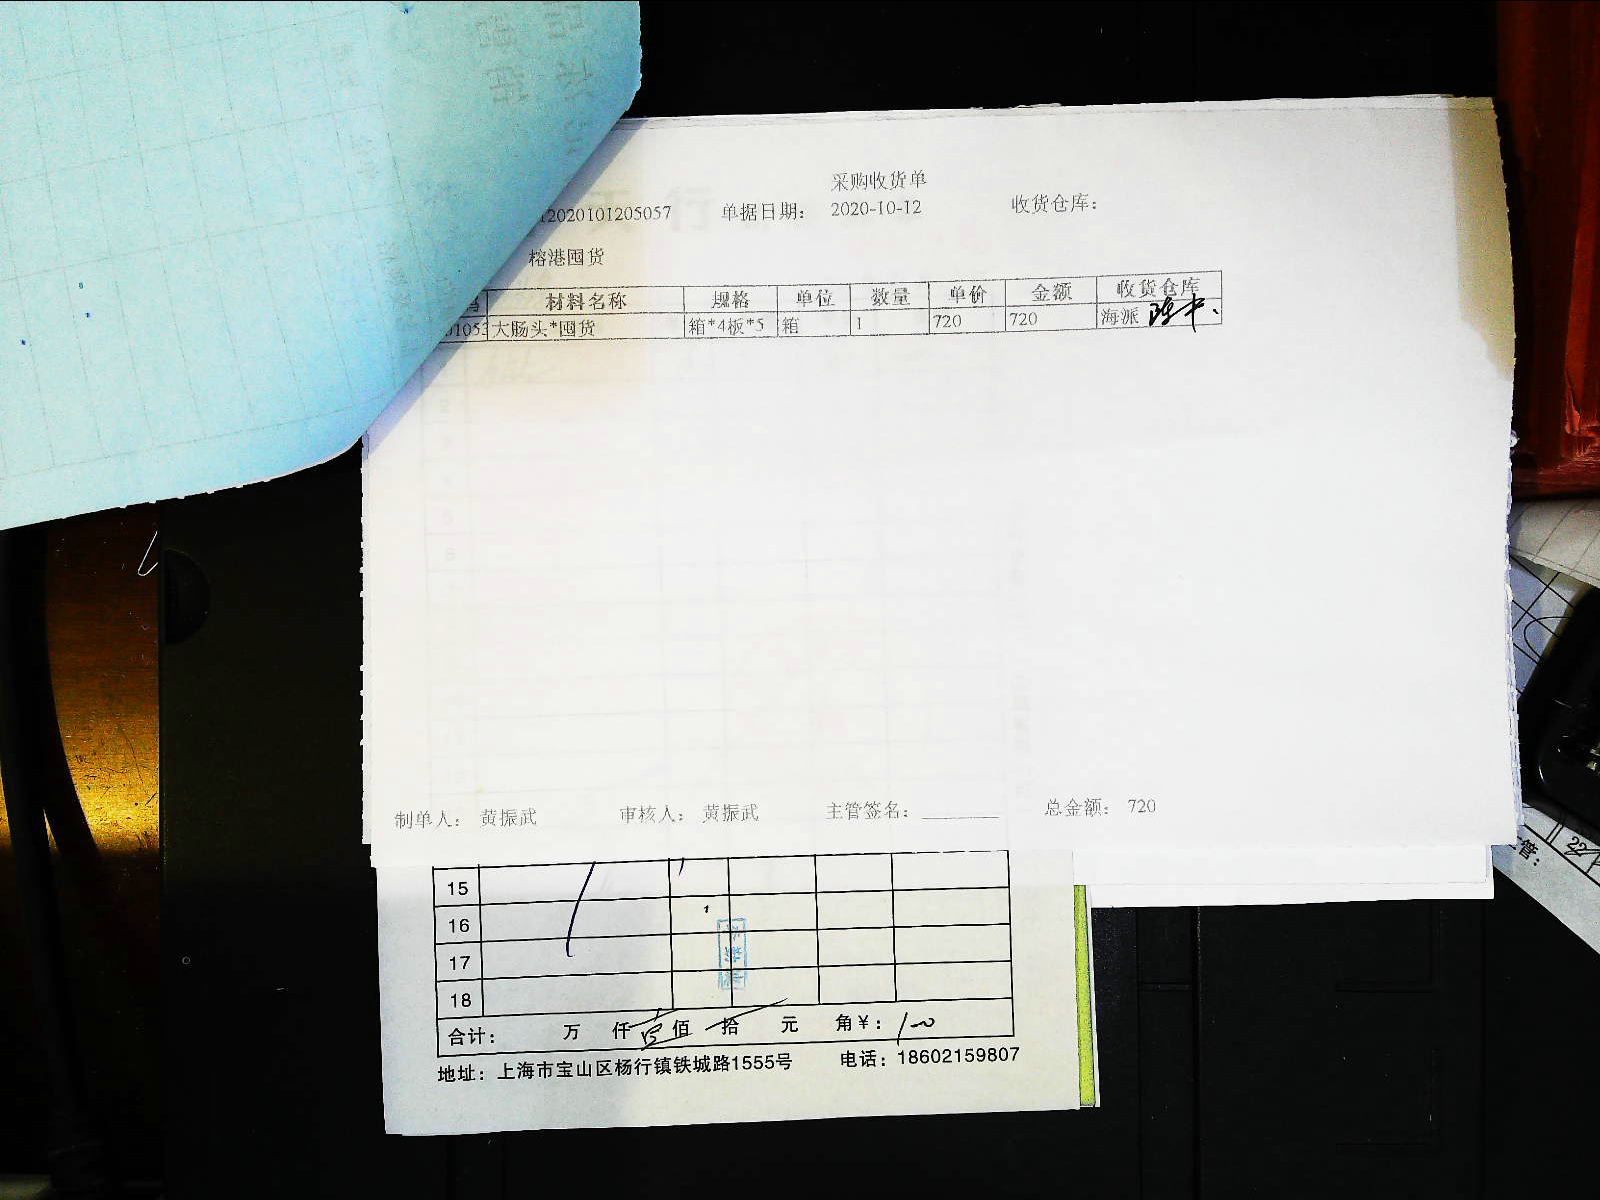 采购收货单
12020101205057 单据日期： 2020-10-12 收货仓库：
榕港囤货
材料名称 规格 单位 数量 单价 金额 收货仓库
01053 大肠头*囤货 箱*4板*5 箱 1 720 720 海派
制单人： 黄振武 审核人： 黄振武 主管签名：________ 总金额： 720
15
16
17
18
合计： 万 仟 佰 拾 元 角￥：
地址：上海市宝山区杨行镇铁城路1555号 电话：18602159807
管：